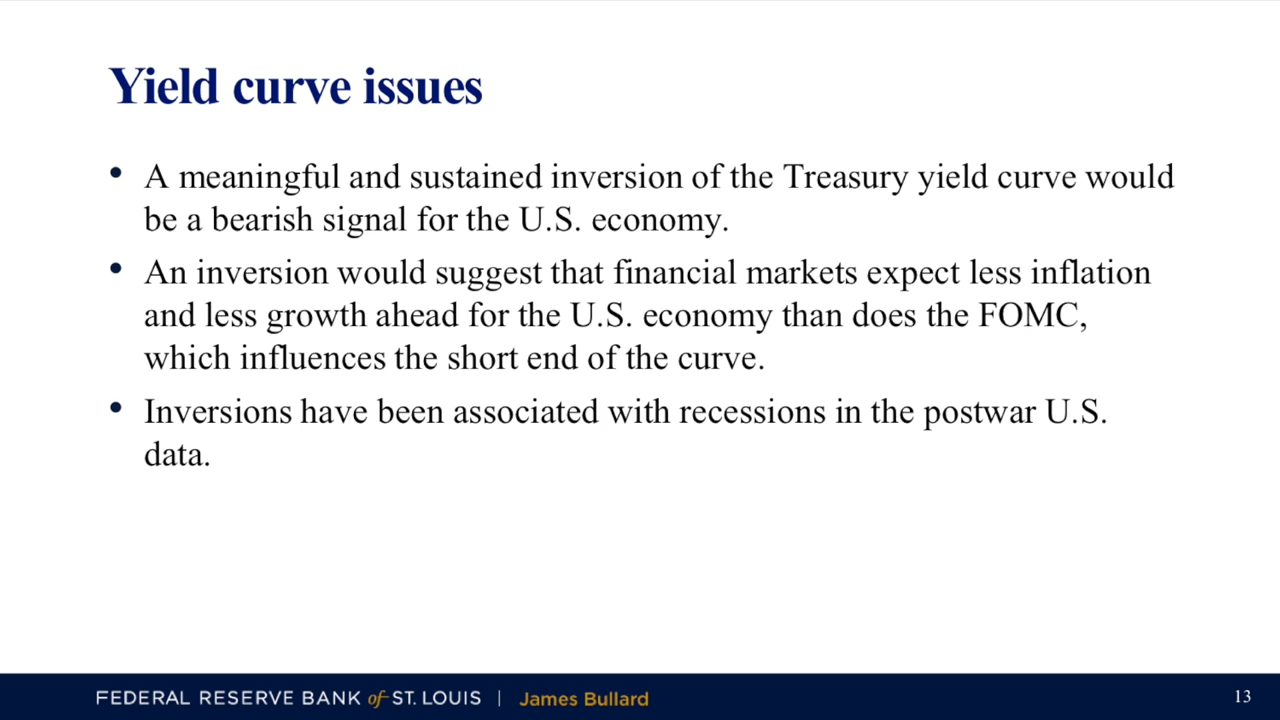 Yield curve issues
• A meaningful and sustained inversion of the Treasury yield curve would
be a bearish signal for the U.S. economy.
• An inversion would suggest that financial markets expect less inflation
and less growth ahead for the U.S. economy than does the FOMC,
which influences the short end of the curve.
• Inversions have been associated with recessions in the postwar U.S.
data.
FEDERAL RESERVE BANK of ST. LOUIS | James Bullard 13